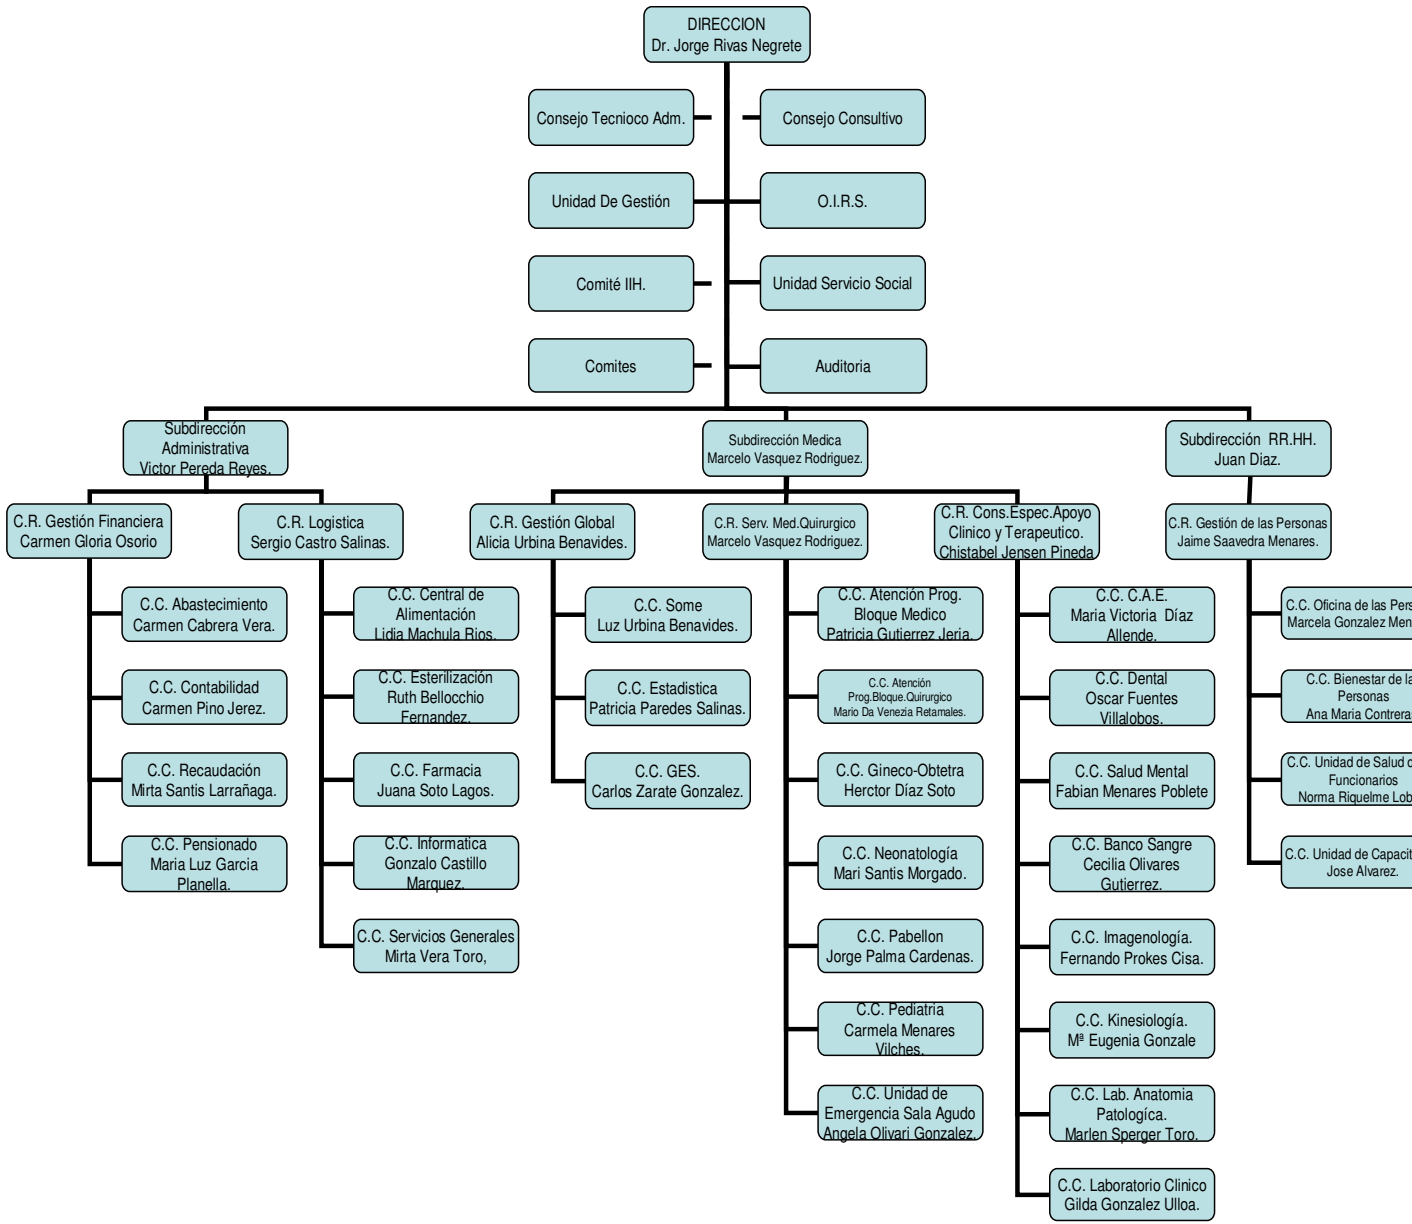 DIRECCION
Dr. Jorge Rivas Negrete
Consejo Tecnioco Adm.
Consejo Consultivo
Unidad De Gestión
O.I.R.S.
Comité IIH.
Unidad Servicio Social
Comites
Auditoria
Subdirección
Administrativa
Victor Pereda Reyes.
Subdirección Medica
Marcelo Vasquez Rodriguez.
Subdirección RR.HH.
Juan Diaz.
C.R. Gestión Financiera
Carmen Gloria Osorio
C.R. Logistica
Sergio Castro Salinas.
C.R. Gestión Global
Alicia Urbina Benavides.
C.R. Serv. Med.Quirurgico
Marcelo Vasquez Rodriguez.
C.R. Cons.Espec.Apoyo
Clinico y Terapeutico.
Chistabel Jensen Pineda
C.R. Gestión de las Personas
Jaime Saavedra Menares.
C.C. Abastecimiento
Carmen Cabrera Vera.
C.C. Contabilidad
Carmen Pino Jerez.
C.C. Recaudación
Mirta Santis Larrañaga.
C.C. Pensionado
Maria Luz Garcia
Planella.
C.C. Central de
Alimentación
Lidia Machula Rios.
C.C. Esterilización
Ruth Bellocchio
Fernandez.
C.C. Farmacia
Juana Soto Lagos.
C.C. Informatica
Gonzalo Castillo
Marquez.
C.C. Servicios Generales
Mirta Vera Toro,
C.C. Some
Luz Urbina Benavides.
C.C. Estadistica
Patricia Paredes Salinas.
C.C. GES.
Carlos Zarate Gonzalez.
C.C. Atención Prog.
Bloque Medico
Patricia Gutierrez Jeria.
C.C. Atención
Prog.Bloque.Quirurgico
Mario Da Venezia Retamales.
C.C. Gineco-Obtetra
Herctor Díaz Soto
C.C. Neonatología
Mari Santis Morgado.
C.C. Pabellon
Jorge Palma Cardenas.
C.C. Pediatria
Carmela Menares
Vilches.
C.C. Unidad de
Emergencia Sala Agudo
Angela Olivari Gonzalez.
C.C. C.A.E.
Maria Victoria Díaz
Allende.
C.C. Dental
Oscar Fuentes
Villalobos.
C.C. Salud Mental
Fabian Menares Poblete
C.C. Banco Sangre
Cecilia Olivares
Gutierrez.
C.C. Imagenología.
Fernando Prokes Cisa.
C.C. Kinesiología.
Mª Eugenia Gonzale
C.C. Lab. Anatomia
Patologíca.
Marlen Sperger Toro.
C.C. Laboratorio Clinico
Gilda Gonzalez Ulloa.
C.C. Oficina de las Pers
Marcela Gonzalez Men
C.C. Bienestar de la
Personas
Ana Maria Contrera
C.C. Unidad de Salud
Funcionarios
Norma Riquelme Lob
C.C. Unidad de Capacit
Jose Alvarez.